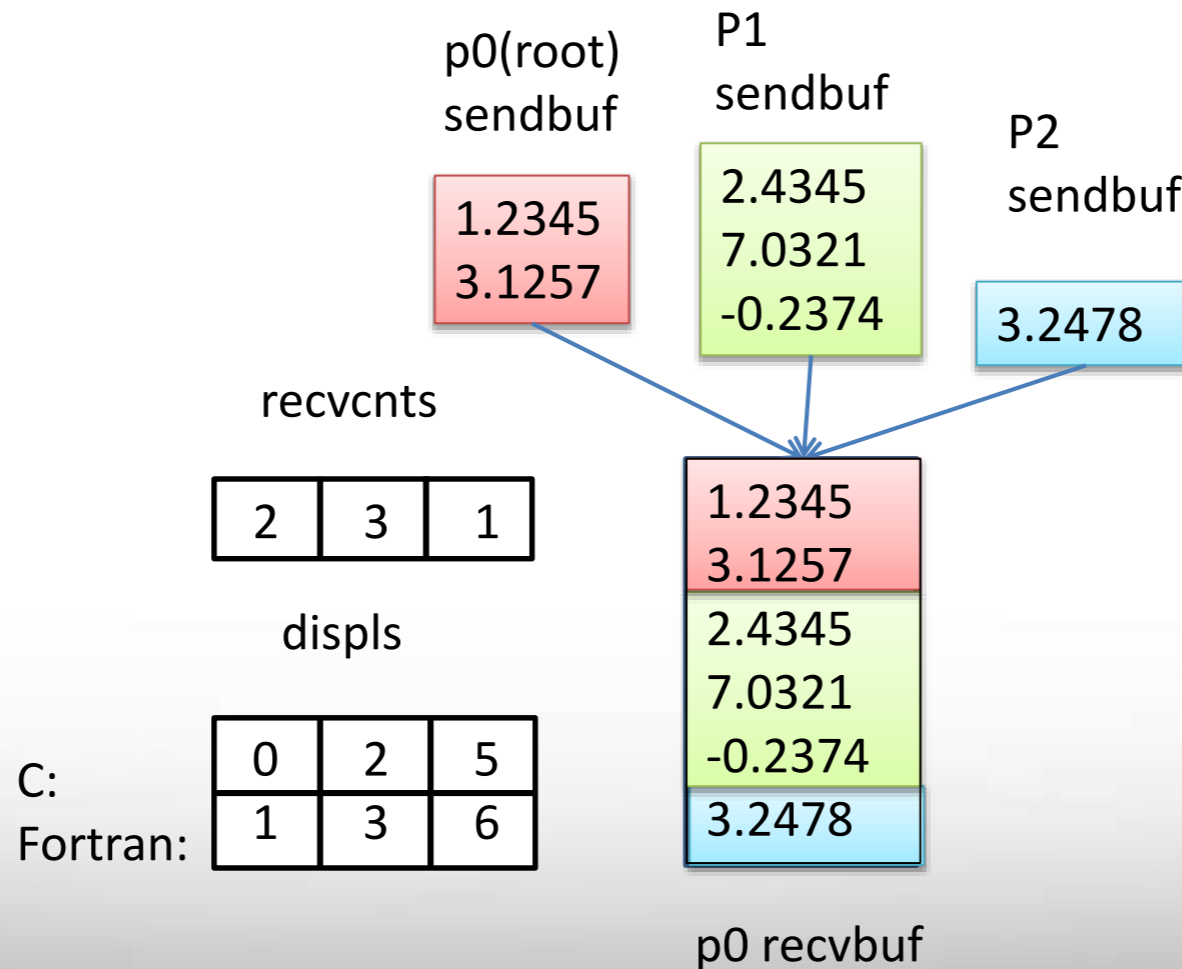 p0(root)
sendbuf
P1
sendbuf
P2
sendbuf
1.2345
3.1257
2.4345
7.0321
-0.2374
3.2478
recvcnts
2 3 1
displs
C: 0 2 5
Fortran: 1 3 6
1.2345
3.1257
2.4345
7.0321
-0.2374
3.2478
p0 recvbuf